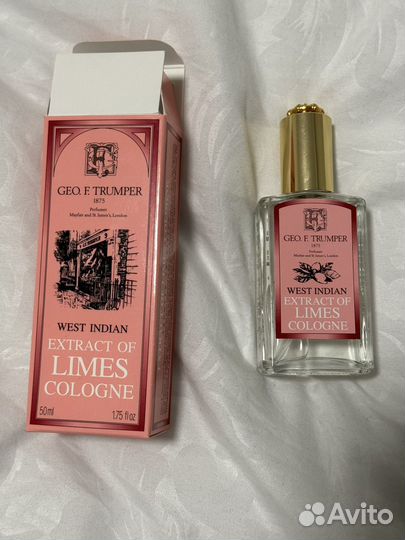 GEO. F. TRUMPER
1875
Perfumer
Mayfair and St James's, London
WEST INDIAN
EXTRACT OF
LIMES
COLOGNE
50ml 1.75 fl oz
GEO. F. TRUMPER
1875
Perfumer
Mayfair and St James's, London
WEST INDIAN
EXTRACT OF
LIMES
COLOGNE
Avito